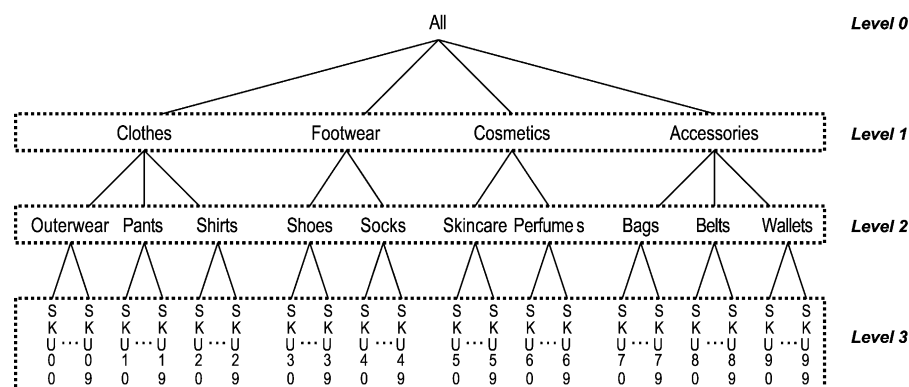 All Level 0
Clothes Footwear Cosmetics Accessories Level 1
Outerwear Pants Shirts Shoes Socks Skincare Perfumes Bags Belts Wallets Level 2
SKU00 ... SKU09 SKU10 ... SKU19 SKU20 ... SKU29 SKU30 ... SKU39 SKU40 ... SKU49 SKU50 ... SKU59 SKU60 ... SKU69 SKU70 ... SKU79 SKU80 ... SKU89 SKU90 ... SKU99 Level 3